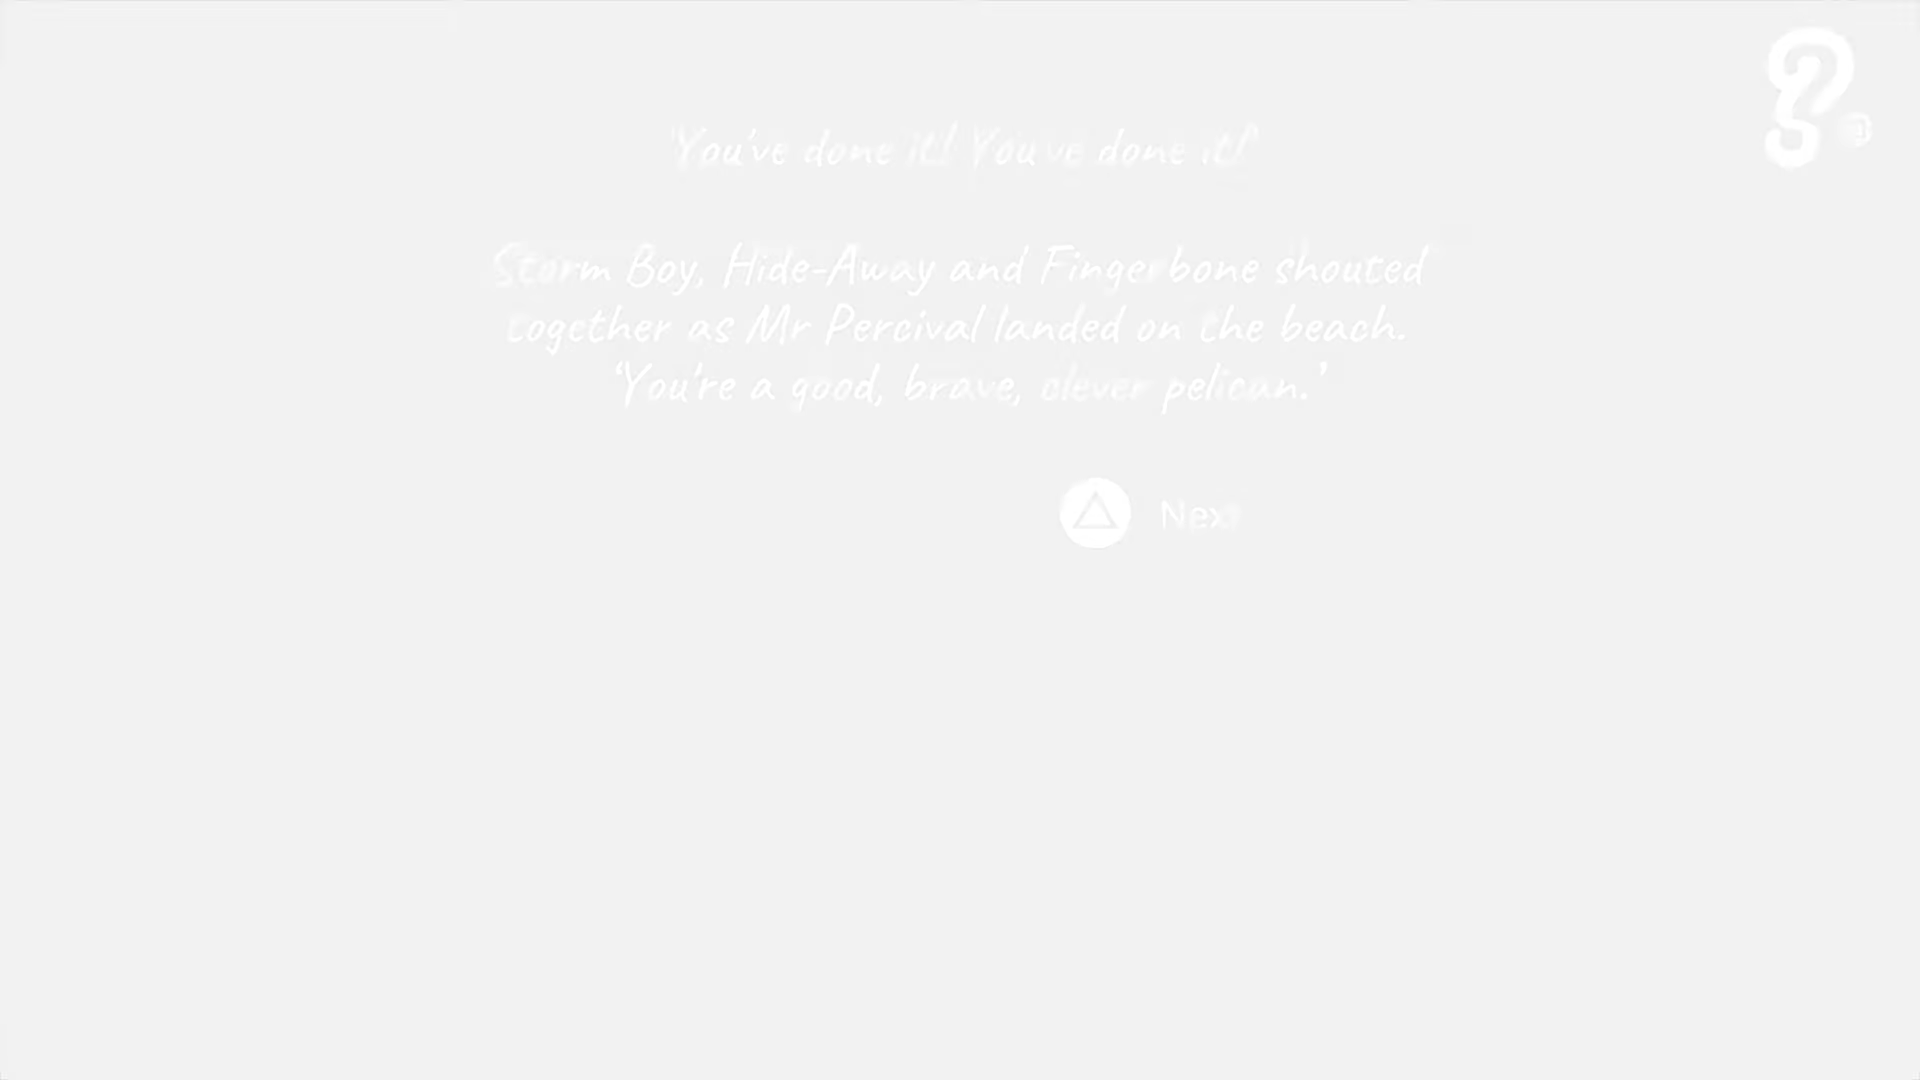 'You've done it! You've done it!'
Storm Boy, Hide-Away and Fingerbone shouted
together as Mr Percival landed on the beach.
'You're a good, brave, clever pelican.'
Next